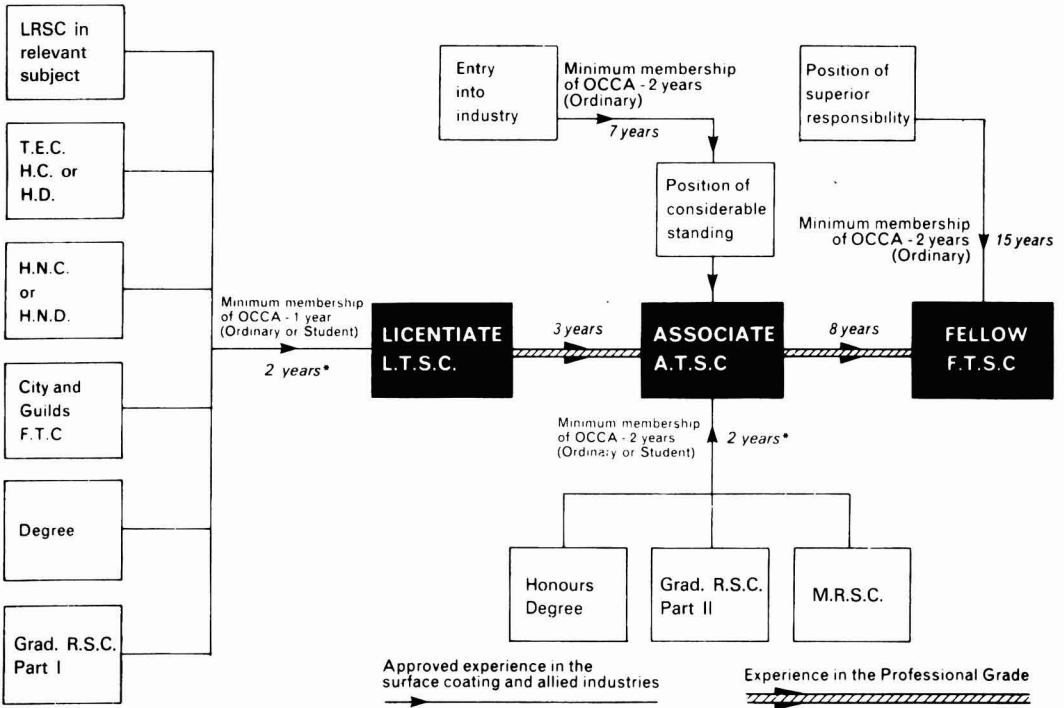 LRSC in
relevant
subject
T.E.C.
H.C. or
H.D.
H.N.C.
or
H.N.D.
City and
Guilds
F.T.C
Degree
Grad. R.S.C.
Part I
Minimum membership
of OCCA - 1 year
(Ordinary or Student)
2 years*
LICENTIATE
L.T.S.C.
3 years
Entry
into
industry
Minimum membership
of OCCA - 2 years
(Ordinary)
7 years
Position of
considerable
standing
ASSOCIATE
A.T.S.C
8 years
Position of
superior
responsibility
Minimum membership
of OCCA - 2 years
(Ordinary)
15 years
FELLOW
F.T.S.C
Minimum membership
of OCCA - 2 years
(Ordinary or Student)
2 years*
Honours
Degree
Grad. R.S.C.
Part II
M.R.S.C.
Approved experience in the
surface coating and allied industries
Experience in the Professional Grade